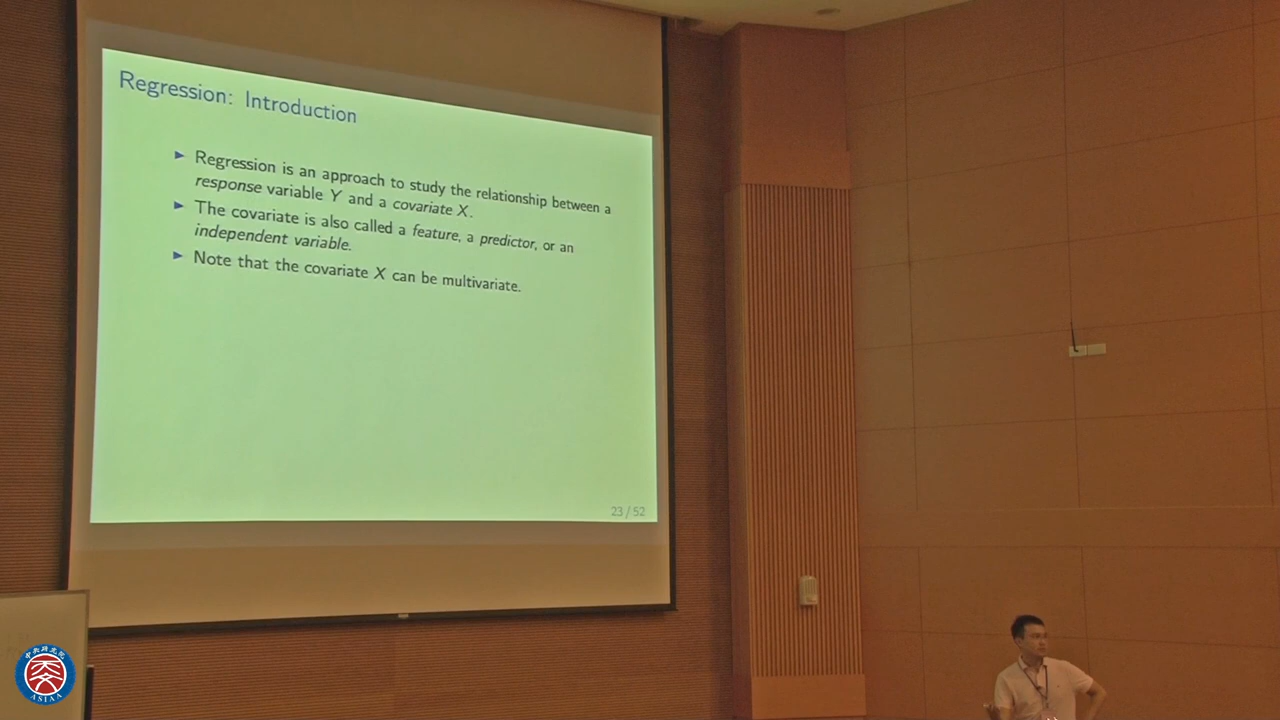 Regression: Introduction
▶ Regression is an approach to study the relationship between a
response variable Y and a covariate X.
▶ The covariate is also called a feature, a predictor, or an
independent variable.
▶ Note that the covariate X can be multivariate.
23 / 52
ASIAA